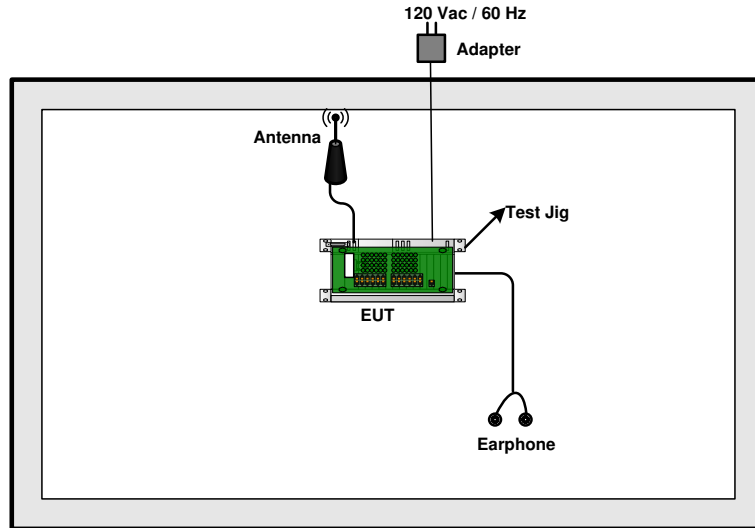 120 Vac / 60 Hz
Adapter
Antenna
Test Jig
EUT
Earphone